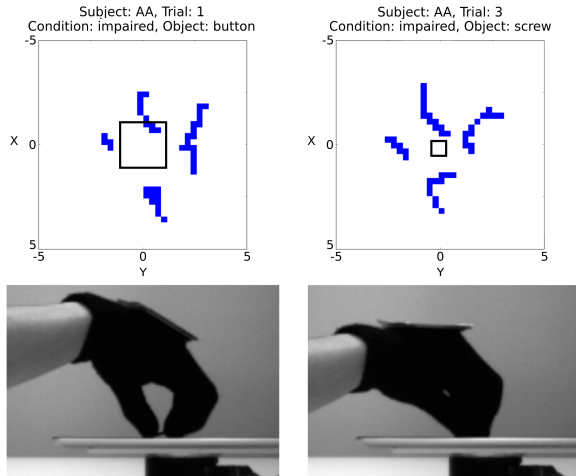 Subject: AA, Trial: 1
Condition: impaired, Object: button
-5
X
0
5
-5
0
5
Y
Subject: AA, Trial: 3
Condition: impaired, Object: screw
-5
X
0
5
-5
0
5
Y